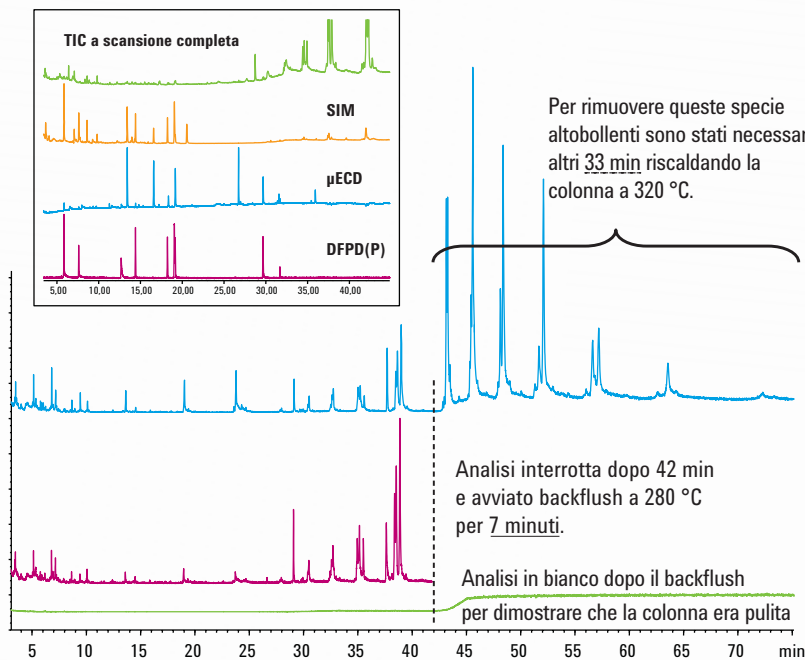 TIC a scansione completa
SIM
µECD
DFPD(P)
5,00 10,00 15,00 20,00 25,00 30,00 35,00 40,00
Per rimuovere queste specie
altobollenti sono stati necessar
altri 33 min riscaldando la
colonna a 320 °C.
Analisi interrotta dopo 42 min
e avviato backflush a 280 °C
per 7 minuti.
Analisi in bianco dopo il backflush
per dimostrare che la colonna era pulita
5 10 15 20 25 30 35 40 45 50 55 60 65 70 min